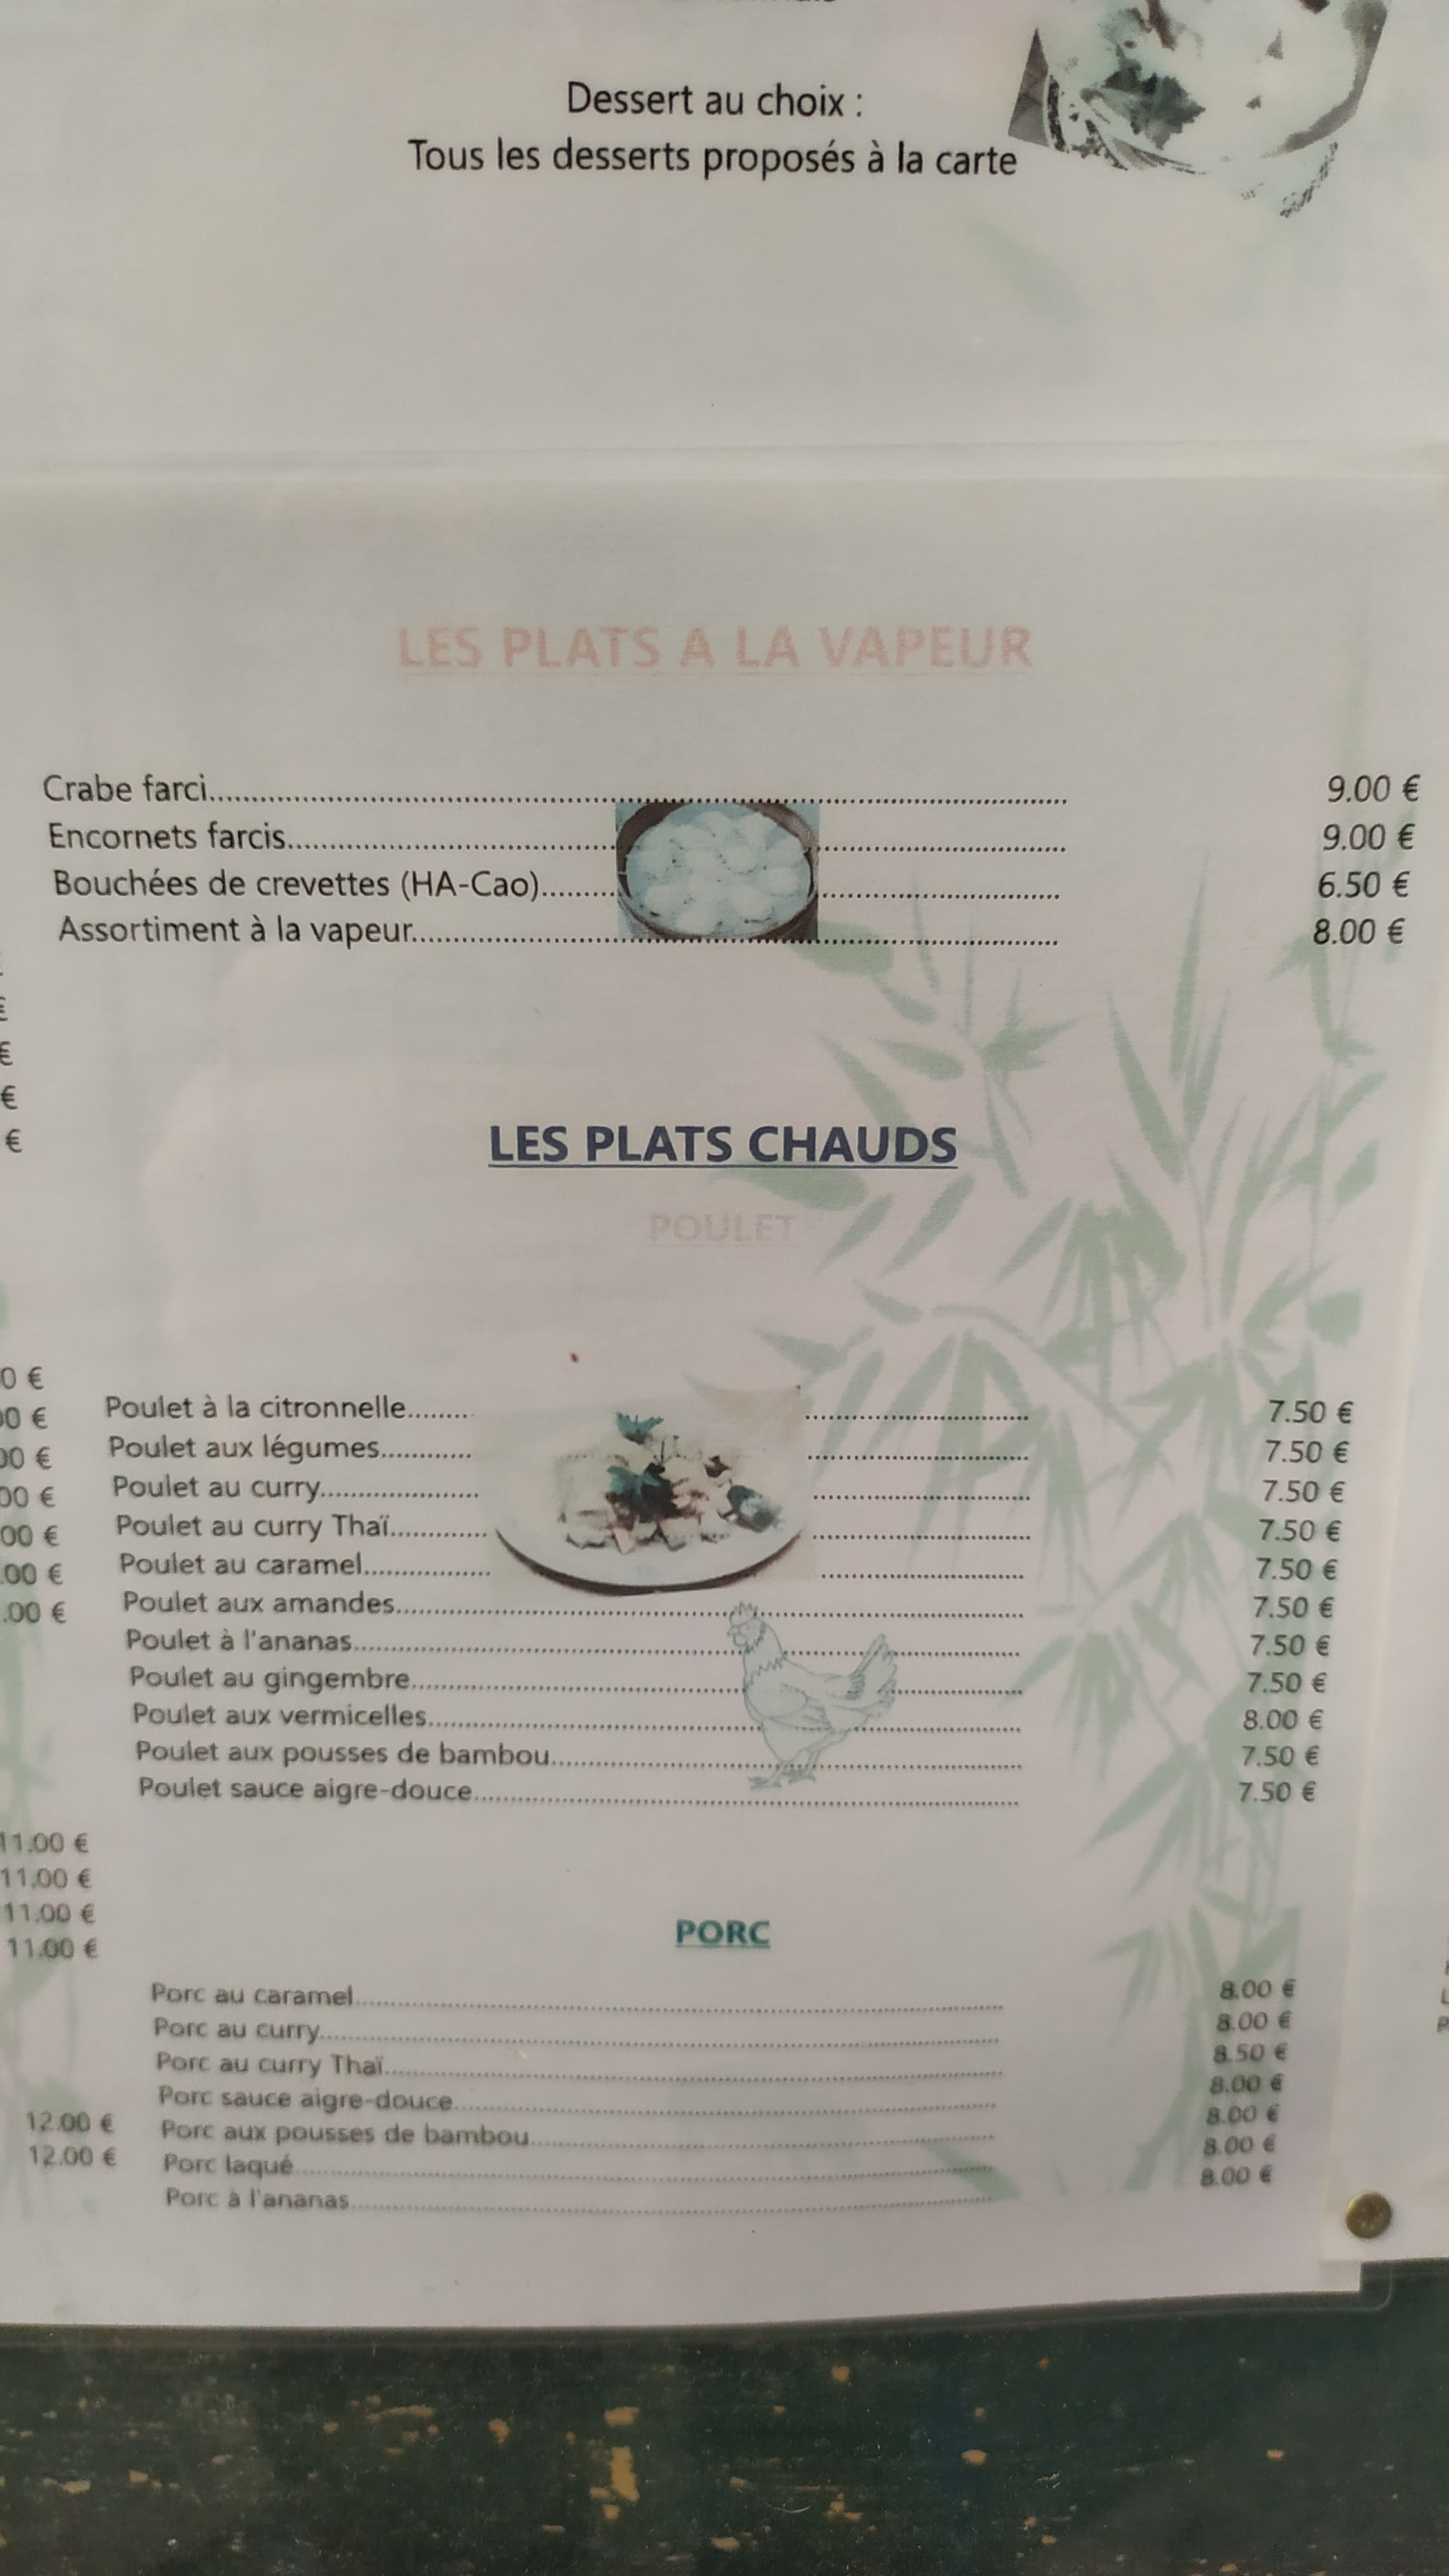 Dessert au choix :
Tous les desserts proposés à la carte
LES PLATS A LA VAPEUR
Crabe farci 9.00 €
Encornets farcis 9.00 €
Bouchées de crevettes (HA-Cao) 6.50 €
Assortiment à la vapeur 8.00 €
€
€
€
€
LES PLATS CHAUDS
POULET
0 €
00 €
00 €
00 €
00 €
.00 €
.00 €
Poulet à la citronnelle 7.50 €
Poulet aux légumes 7.50 €
Poulet au curry 7.50 €
Poulet au curry Thaï 7.50 €
Poulet au caramel 7.50 €
Poulet aux amandes 7.50 €
Poulet à l'ananas 7.50 €
Poulet au gingembre 7.50 €
Poulet aux vermicelles 8.00 €
Poulet aux pousses de bambou 7.50 €
Poulet sauce aigre-douce 7.50 €
11.00 €
11.00 €
11.00 €
11.00 €
PORC
Porc au caramel 8.00 €
Porc au curry 8.00 €
Porc au curry Thaï 8.50 €
Porc sauce aigre-douce 8.00 €
Porc aux pousses de bambou 8.00 €
Porc laqué 8.00 €
Porc à l'ananas 8.00 €
12.00 €
12.00 €